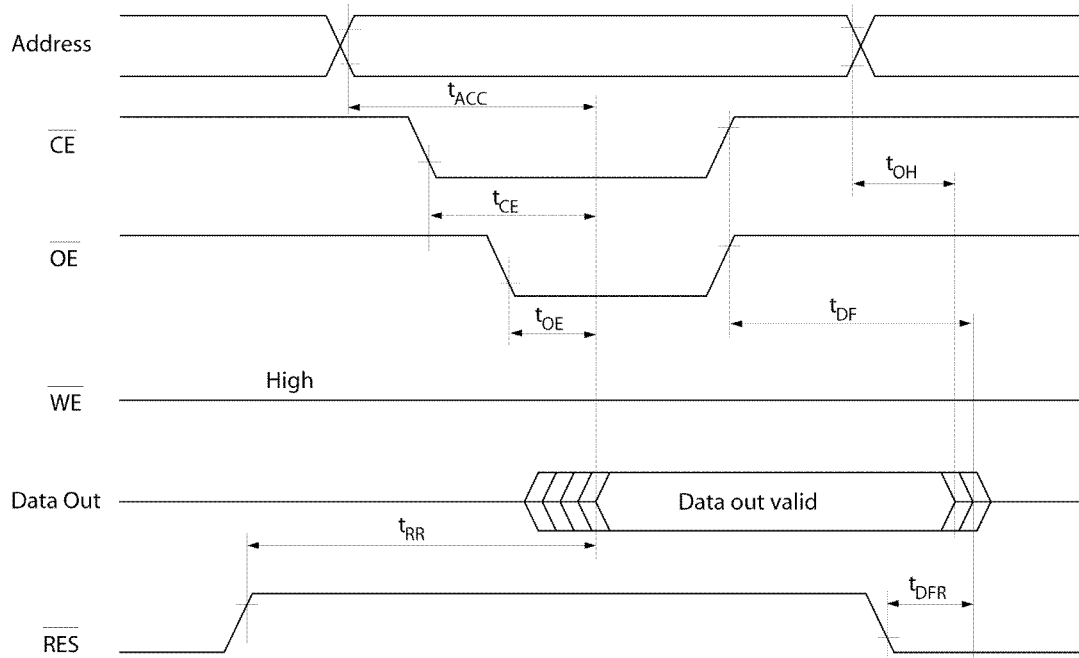 Address
tACC
CE
tOH
tCE
OE
tDF
tOE
High
WE
Data Out
Data out valid
tRR
tDFR
RES